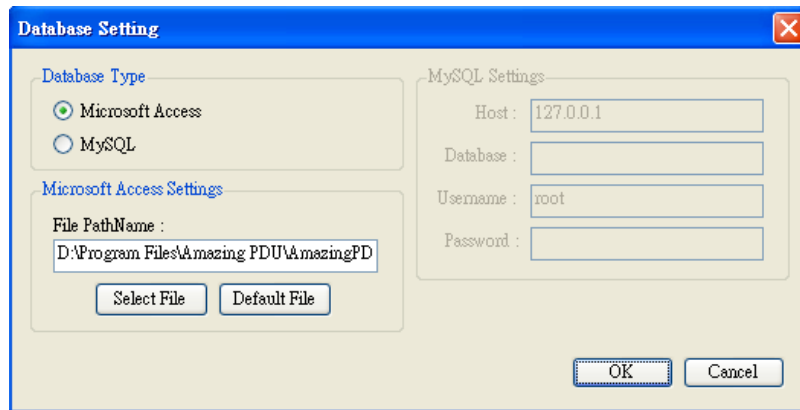 Database Setting
Database Type
Microsoft Access
MySQL
Microsoft Access Settings
File PathName :
D:\Program Files\Amazing PDU\AmazingPD
Select File
Default File
MySQL Settings
Host : 127.0.0.1
Database :
Username : root
Password :
OK
Cancel